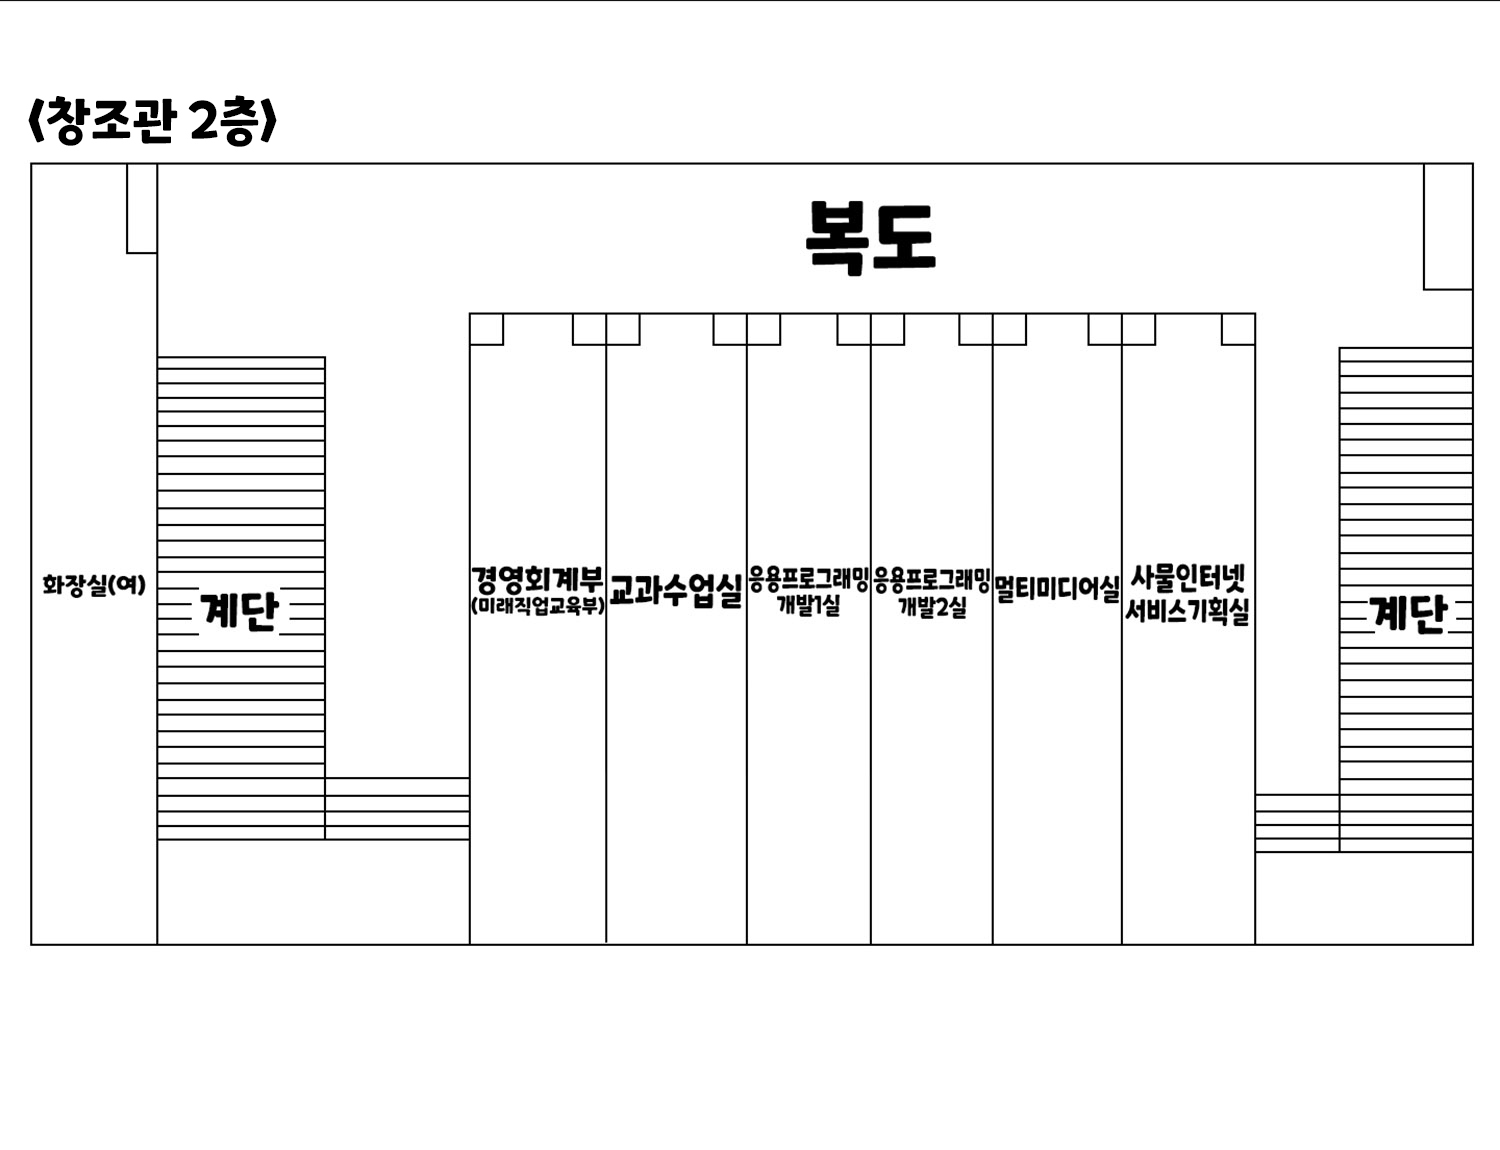 〈창조관 2층〉
복도
화장실(여)
계단
경영회계부
(미래직업교육부)
교과수업실
응용프로그래밍
개발1실
응용프로그래밍
개발2실
멀티미디어실
사물인터넷
서비스기획실
계단